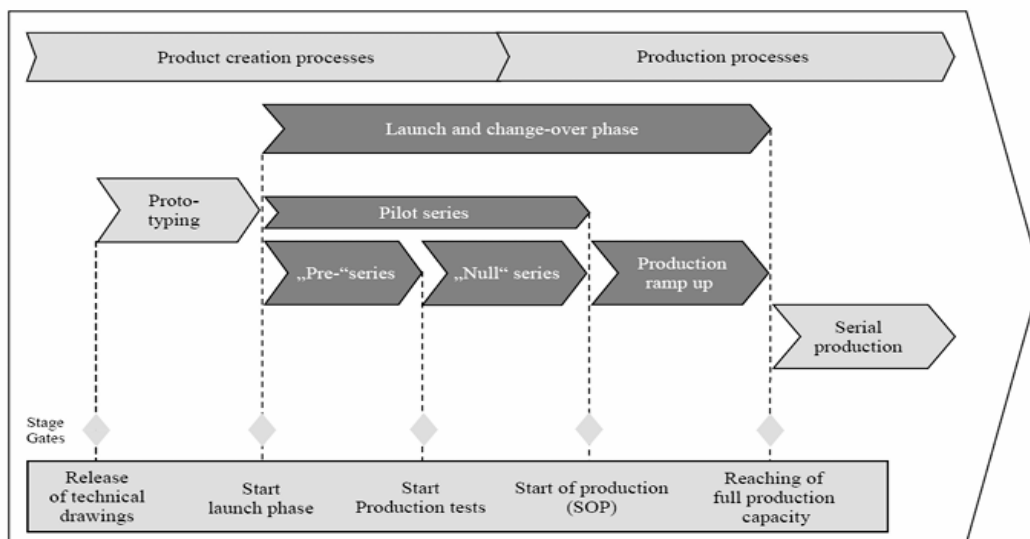 Product creation processes
Production processes
Launch and change-over phase
Proto-
typing
Pilot series
„Pre-“series
„Null“ series
Production
ramp up
Serial
production
Stage
Gates
Release
of technical
drawings
Start
launch phase
Start
Production tests
Start of production
(SOP)
Reaching of
full production
capacity